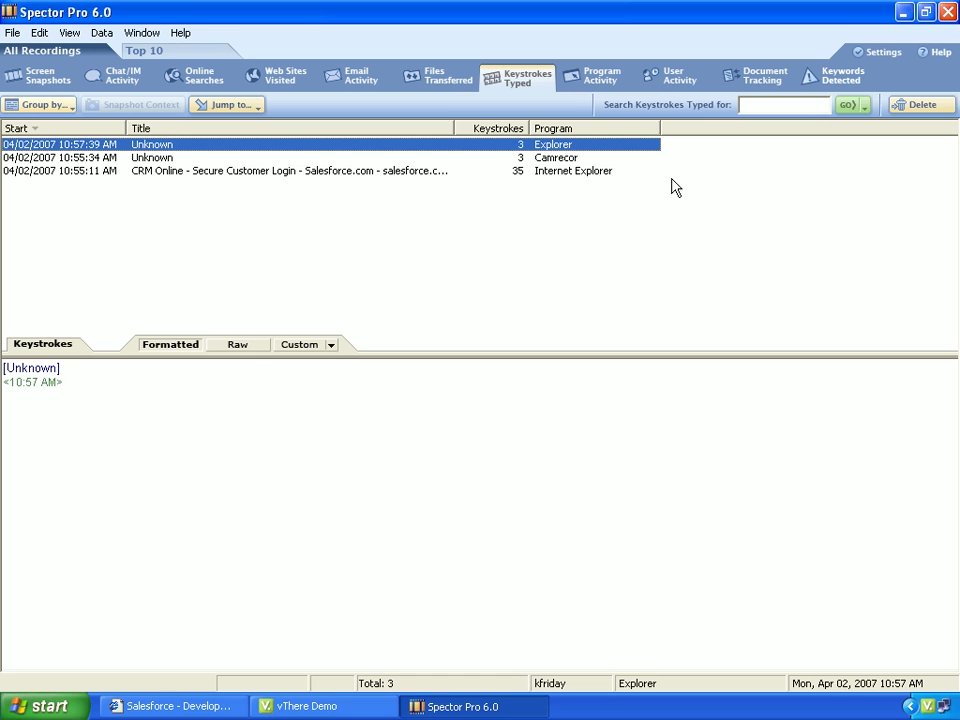 Spector Pro 6.0
File Edit View Data Window Help
All Recordings Top 10 Settings Help
Screen Snapshots Chat/IM Activity Online Searches Web Sites Visited Email Activity Files Transferred Keystrokes Typed Program Activity User Activity Document Tracking Keywords Detected
Group by... Snapshot Context Jump to... Search Keystrokes Typed for: GO Delete
Start Title Keystrokes Program
04/02/2007 10:57:39 AM Unknown 3 Explorer
04/02/2007 10:55:34 AM Unknown 3 Camrecor
04/02/2007 10:55:11 AM CRM Online - Secure Customer Login - Salesforce.com - salesforce.c... 35 Internet Explorer
Keystrokes Formatted Raw Custom
[Unknown]
<10:57 AM>
Total: 3 kfriday Explorer Mon, Apr 02, 2007 10:57 AM
start Salesforce - Develop... vThere Demo Spector Pro 6.0